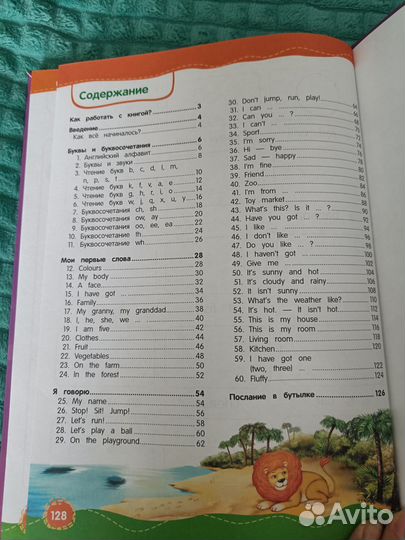 Содержание
Как работать с книгой? 3
Введение 4
Как всё начиналось? 4
Буквы и буквосочетания 6
1. Английский алфавит 6
2. Буквы и звуки 8
3. Чтение букв b, c, d, l, m,
n, p, s, t 10
4. Чтение букв k, f, v, a, e 12
5. Чтение букв g, h, r, i, o 14
6. Чтение букв w, j, q, x, u, y 16
7. Буквосочетания ch, sh 18
8. Буквосочетания ow, ay 20
9. Буквосочетания oo, ee, ea 22
10. Буквосочетание th 24
11. Буквосочетание wh 26
Мои первые слова 28
12. Colours 28
13. My body 30
14. A face 32
15. I have got ... 34
16. Family 36
17. My granny, my granddad 38
18. I, he, she, we ... 40
19. I am five 42
20. Clothes 44
21. Fruit 46
22. Vegetables 48
23. On the farm 50
24. In the forest 52
Я говорю 54
25. My name 54
26. Stop! Sit! Jump! 56
27. Let's run! 58
28. Let's play a ball 60
29. On the playground 62
30. Don't jump, run, play! 64
31. I can ... 66
32. Can you ... ? 68
33. I can't ... 70
34. Sport 72
35. I'm sorry 74
36. Hi — bye 76
37. Sad — happy 78
38. I'm fine 80
39. Friend 82
40. Zoo 84
41. I'm from ... 86
42. Toy market 88
43. What's this? Is it ... ? 90
44. Have you got ... ? 92
45. I like 94
46. I don't like ... 96
47. Do you like ... ? 98
48. I haven't got ... 100
49. Give me ... 102
50. It's sunny and hot 104
51. It's cloudy and rainy 106
52. It isn't sunny 108
53. What's the weather like? 110
54. It's hot. — It isn't hot 112
55. This is my house 114
56. This is my room 116
57. Living room 118
58. Kitchen 120
59. I have got one
(two, three) ... 122
60. Fluffy 124
Послание в бутылке 126
128
Avito